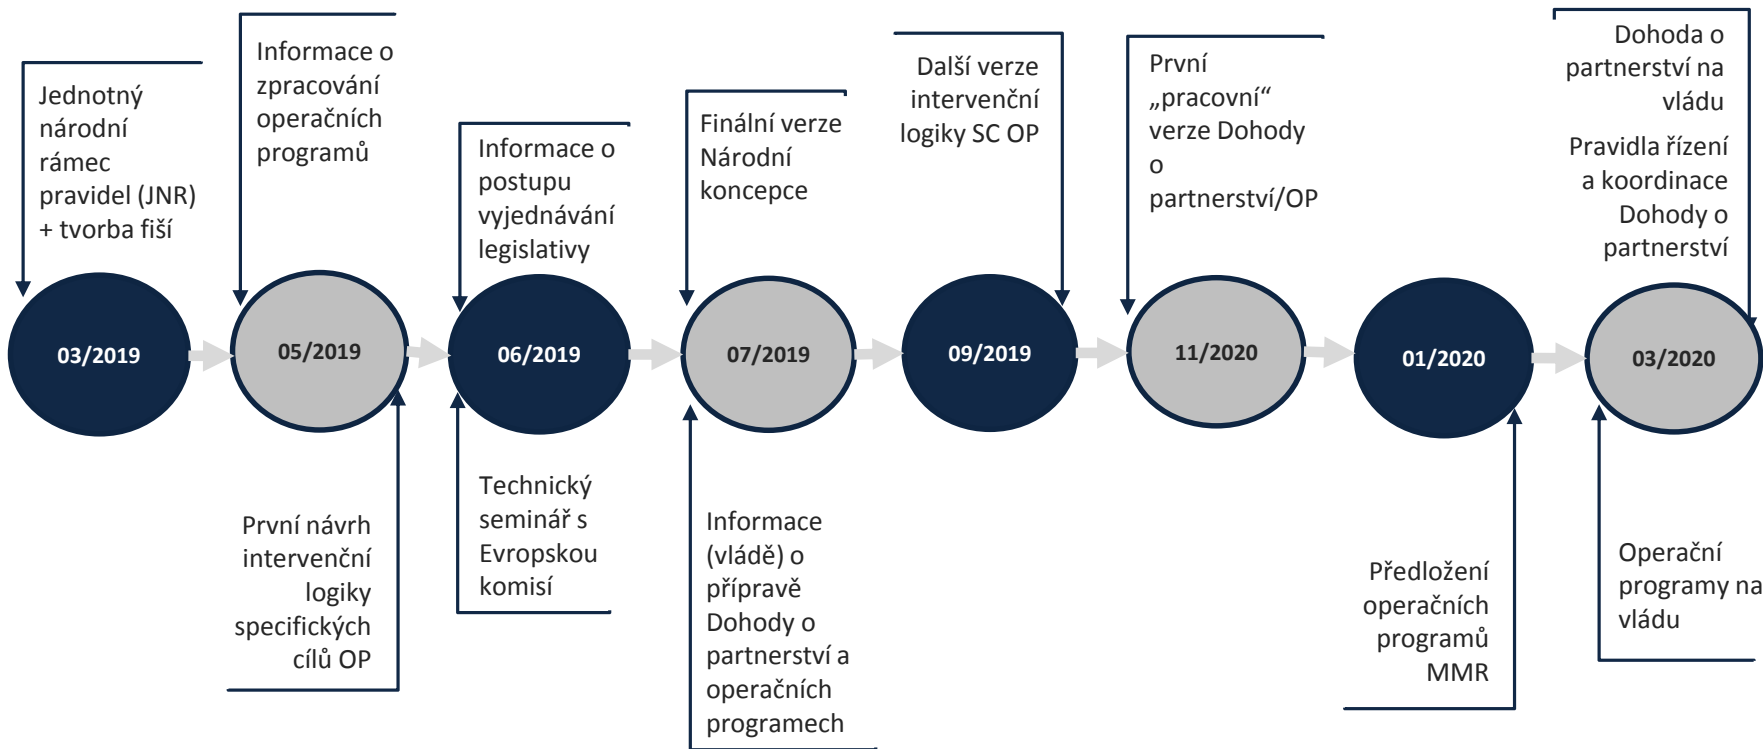 Jednotný
národní
rámec
pravidel (JNR)
+ tvorba fiší
Informace o
zpracování
operačních
programů
Informace o
postupu
vyjednávání
legislativy
Finální verze
Národní
koncepce
Další verze
intervenční
logiky SC OP
První
„pracovní“
verze Dohody
o
partnerství/OP
Dohoda o
partnerství na
vládu
Pravidla řízení
a koordinace
Dohody o
partnerství
03/2019
05/2019
06/2019
07/2019
09/2019
11/2020
01/2020
03/2020
První návrh
intervenční
logiky
specifických
cílů OP
Technický
seminář s
Evropskou
komisí
Informace
(vládě) o
přípravě
Dohody o
partnerství a
operačních
programech
Předložení
operačních
programů
MMR
Operační
programy na
vládu